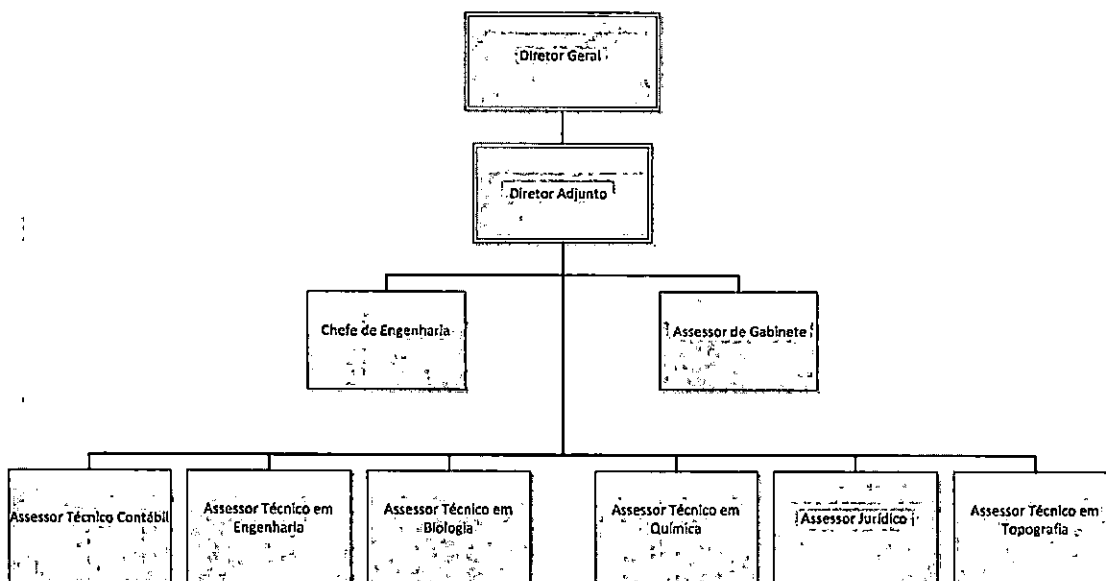 Diretor Geral
Diretor Adjunto
Chefe de Engenharia
Assessor de Gabinete
Assessor Técnico Contábil
Assessor Técnico em
Engenharia
Assessor Técnico em
Biologia
Assessor Técnico em
Química
Assessor Jurídico
Assessor Técnico em
Topografia